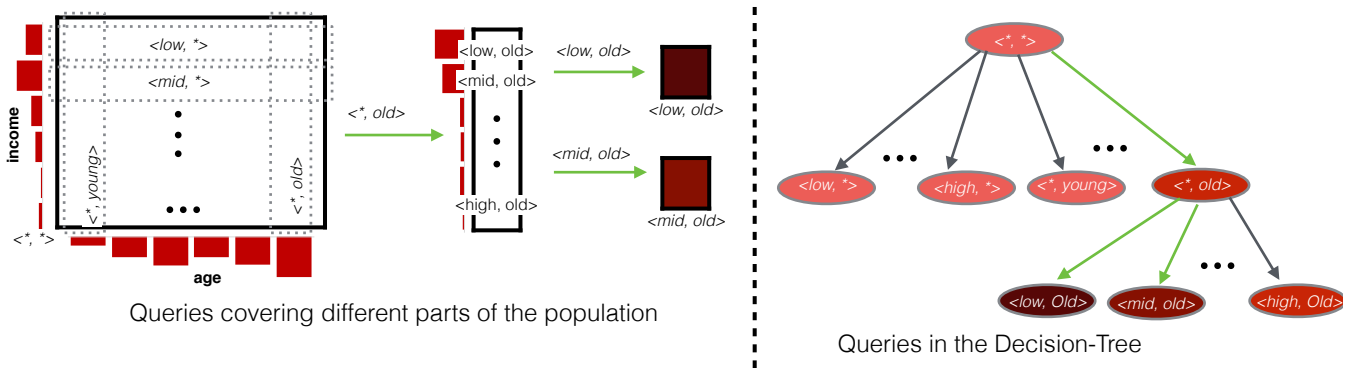 <low, *>
<mid, *>
income
<*, young>
<*, old>
<*, *>
age
<*, old>
<low, old>
<mid, old>
<high, old>
<low, old>
<low, old>
<mid, old>
<mid, old>
Queries covering different parts of the population
<*, *>
<low, *>
<high, *>
<*, young>
<*, old>
<low, Old>
<mid, old>
<high, Old>
Queries in the Decision-Tree